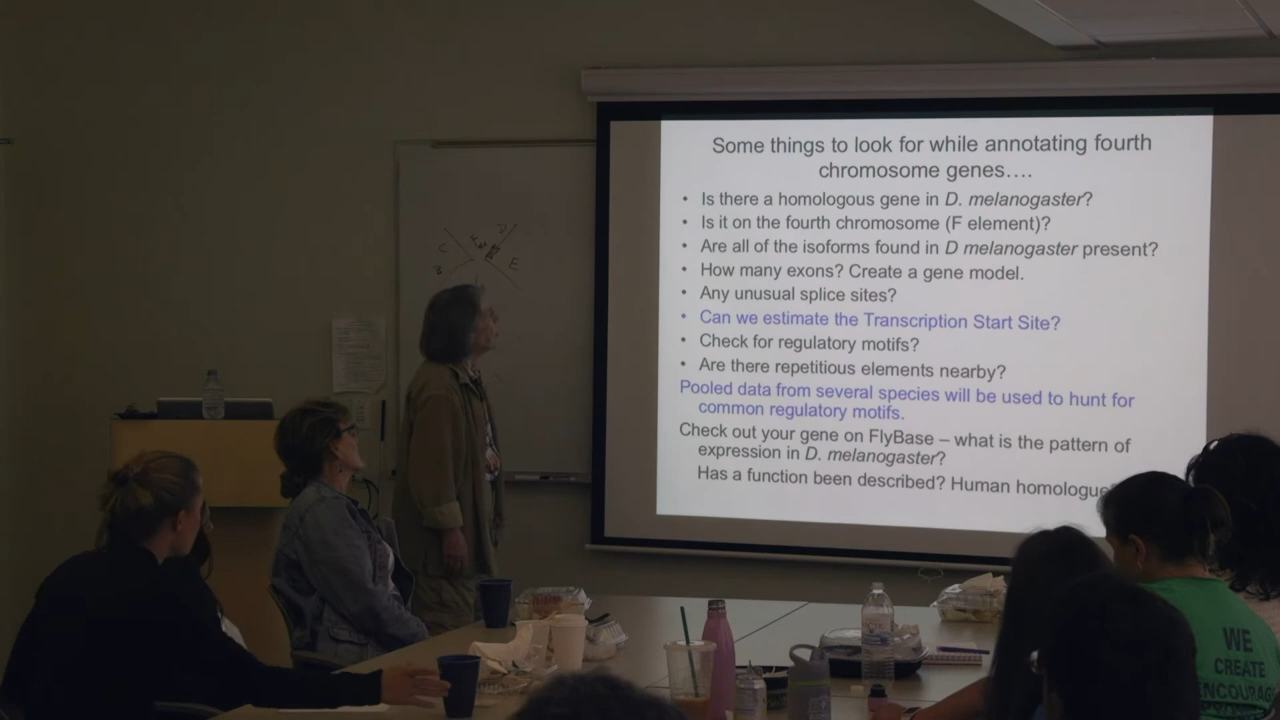 Some things to look for while annotating fourth
chromosome genes….
• Is there a homologous gene in D. melanogaster?
• Is it on the fourth chromosome (F element)?
• Are all of the isoforms found in D melanogaster present?
• How many exons? Create a gene model.
• Any unusual splice sites?
• Can we estimate the Transcription Start Site?
• Check for regulatory motifs?
• Are there repetitious elements nearby?
Pooled data from several species will be used to hunt for
common regulatory motifs.
Check out your gene on FlyBase – what is the pattern of
expression in D. melanogaster?
Has a function been described? Human homologue
C
D
B
E
WE
CREATE
ENCOURAG